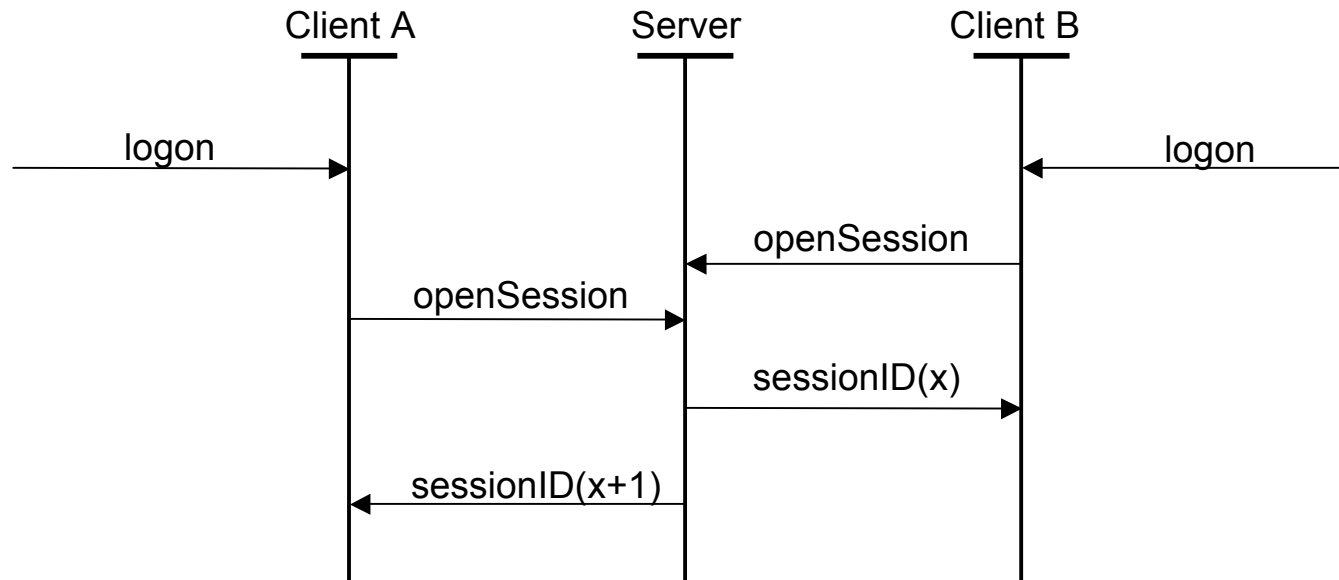 Client A
Server
Client B
logon
logon
openSession
openSession
sessionID(x)
sessionID(x+1)